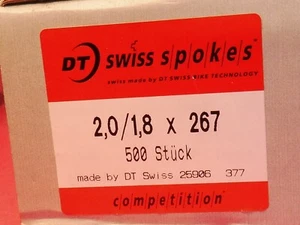 DT swiss spokes
swiss made by DT SWISS BIKE TECHNOLOGY
2,0/1,8 x 267
500 Stück
made by DT Swiss 25906 377
competition